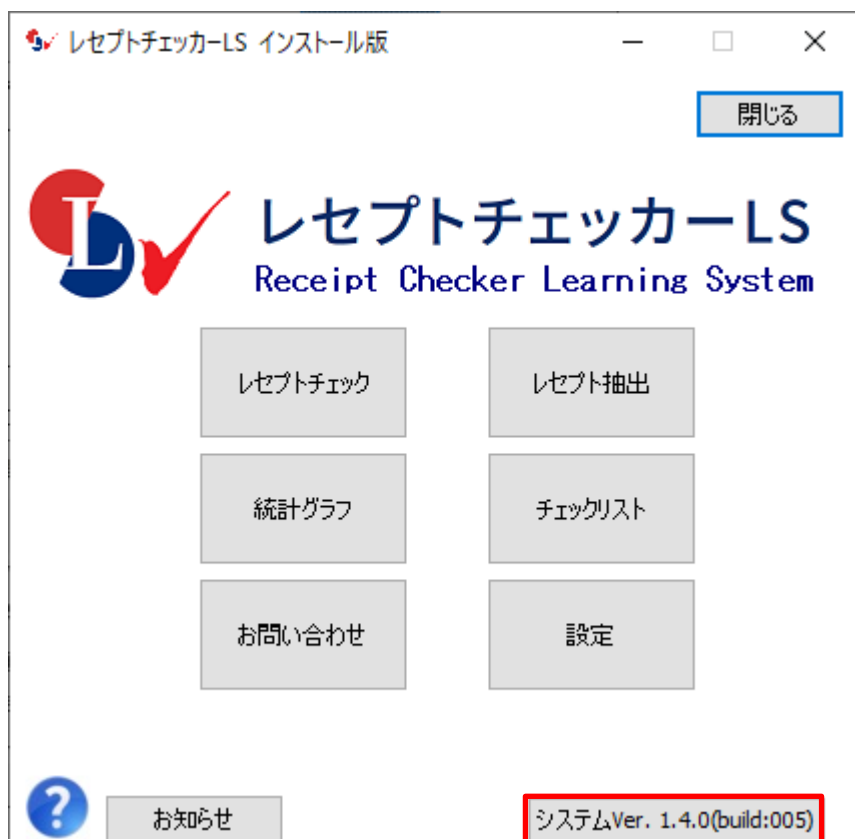 レセプトチェッカーLS インストール版
閉じる
レセプトチェッカーLS
Receipt Checker Learning System
レセプトチェック
レセプト抽出
統計グラフ
チェックリスト
お問い合わせ
設定
?
お知らせ
システムVer. 1.4.0(build:005)